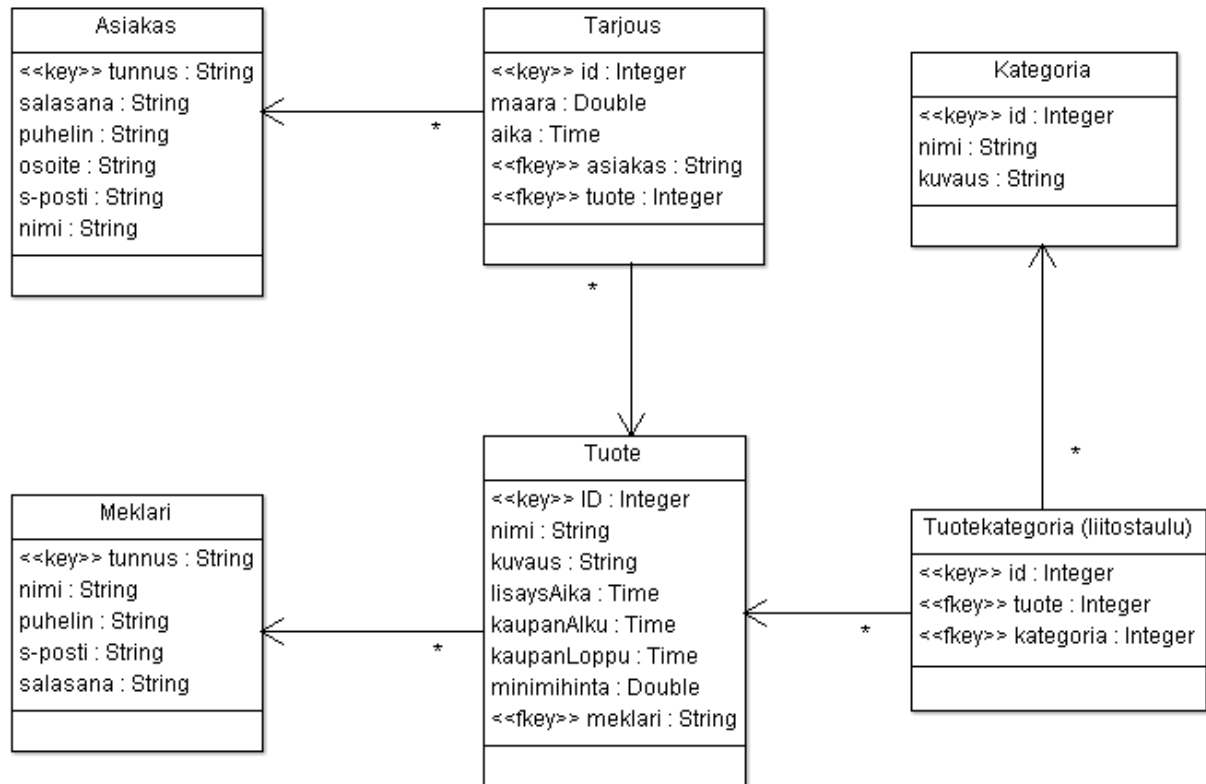 Asiakas
<<key>> tunnus : String
salasana : String
puhelin : String
osoite : String
s-posti : String
nimi : String
*
Tarjous
<<key>> id : Integer
maara : Double
aika : Time
<<fkey>> asiakas : String
<<fkey>> tuote : Integer
*
Kategoria
<<key>> id : Integer
nimi : String
kuvaus : String
*
Meklari
<<key>> tunnus : String
nimi : String
puhelin : String
s-posti : String
salasana : String
*
Tuote
<<key>> ID : Integer
nimi : String
kuvaus : String
lisaysAika : Time
kaupanAlku : Time
kaupanLoppu : Time
minimihinta : Double
<<fkey>> meklari : String
*
Tuotekategoria (liitostaulu)
<<key>> id : Integer
<<fkey>> tuote : Integer
<<fkey>> kategoria : Integer